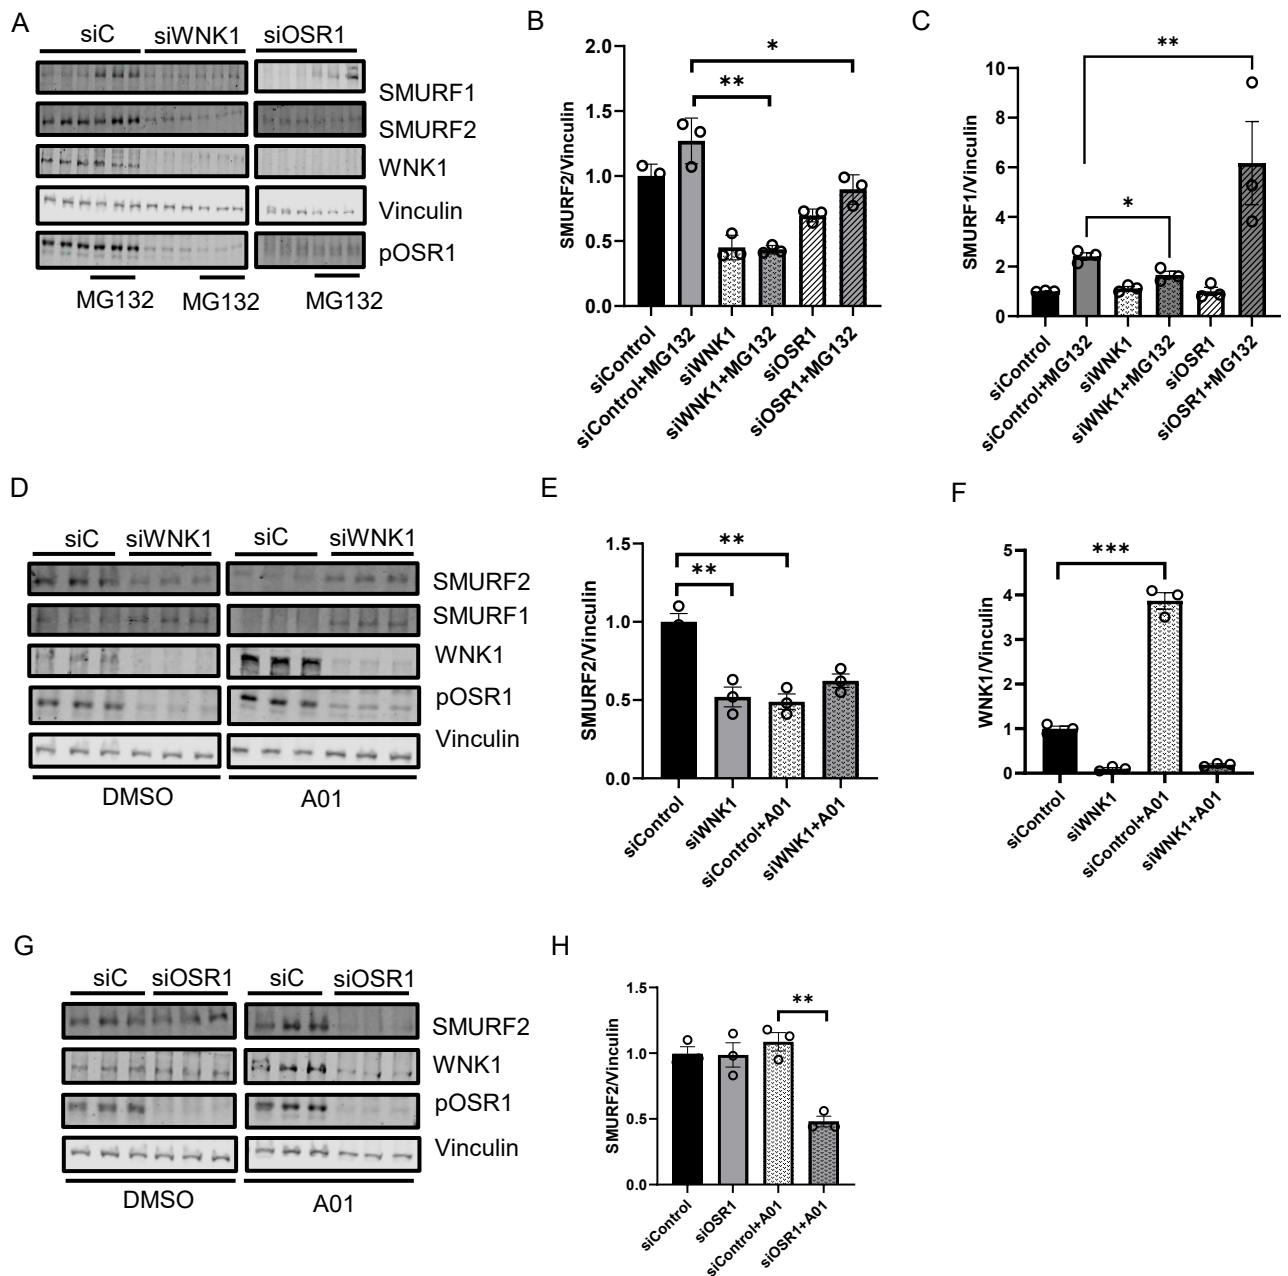 A
siC siWNK1 siOSR1
SMURF1
SMURF2
WNK1
Vinculin
pOSR1
MG132 MG132 MG132
B
SMURF2/Vinculin
2.0
1.5
1.0
0.5
0.0
*
**
siControl
siControl+MG132
siWNK1
siWNK1+MG132
siOSR1
siOSR1+MG132
C
SMURF1/Vinculin
10
8
6
4
2
0
**
*
siControl
siControl+MG132
siWNK1
siWNK1+MG132
siOSR1
siOSR1+MG132
D
siC siWNK1 siC siWNK1
SMURF2
SMURF1
WNK1
pOSR1
Vinculin
DMSO A01
E
SMURF2/Vinculin
1.5
1.0
0.5
0.0
**
**
siControl
siWNK1
siControl+A01
siWNK1+A01
F
WNK1/Vinculin
5
4
3
2
1
0
***
siControl
siWNK1
siControl+A01
siWNK1+A01
G
siC siOSR1 siC siOSR1
SMURF2
WNK1
pOSR1
Vinculin
DMSO A01
H
SMURF2/Vinculin
1.5
1.0
0.5
0.0
**
siControl
siOSR1
siControl+A01
siOSR1+A01